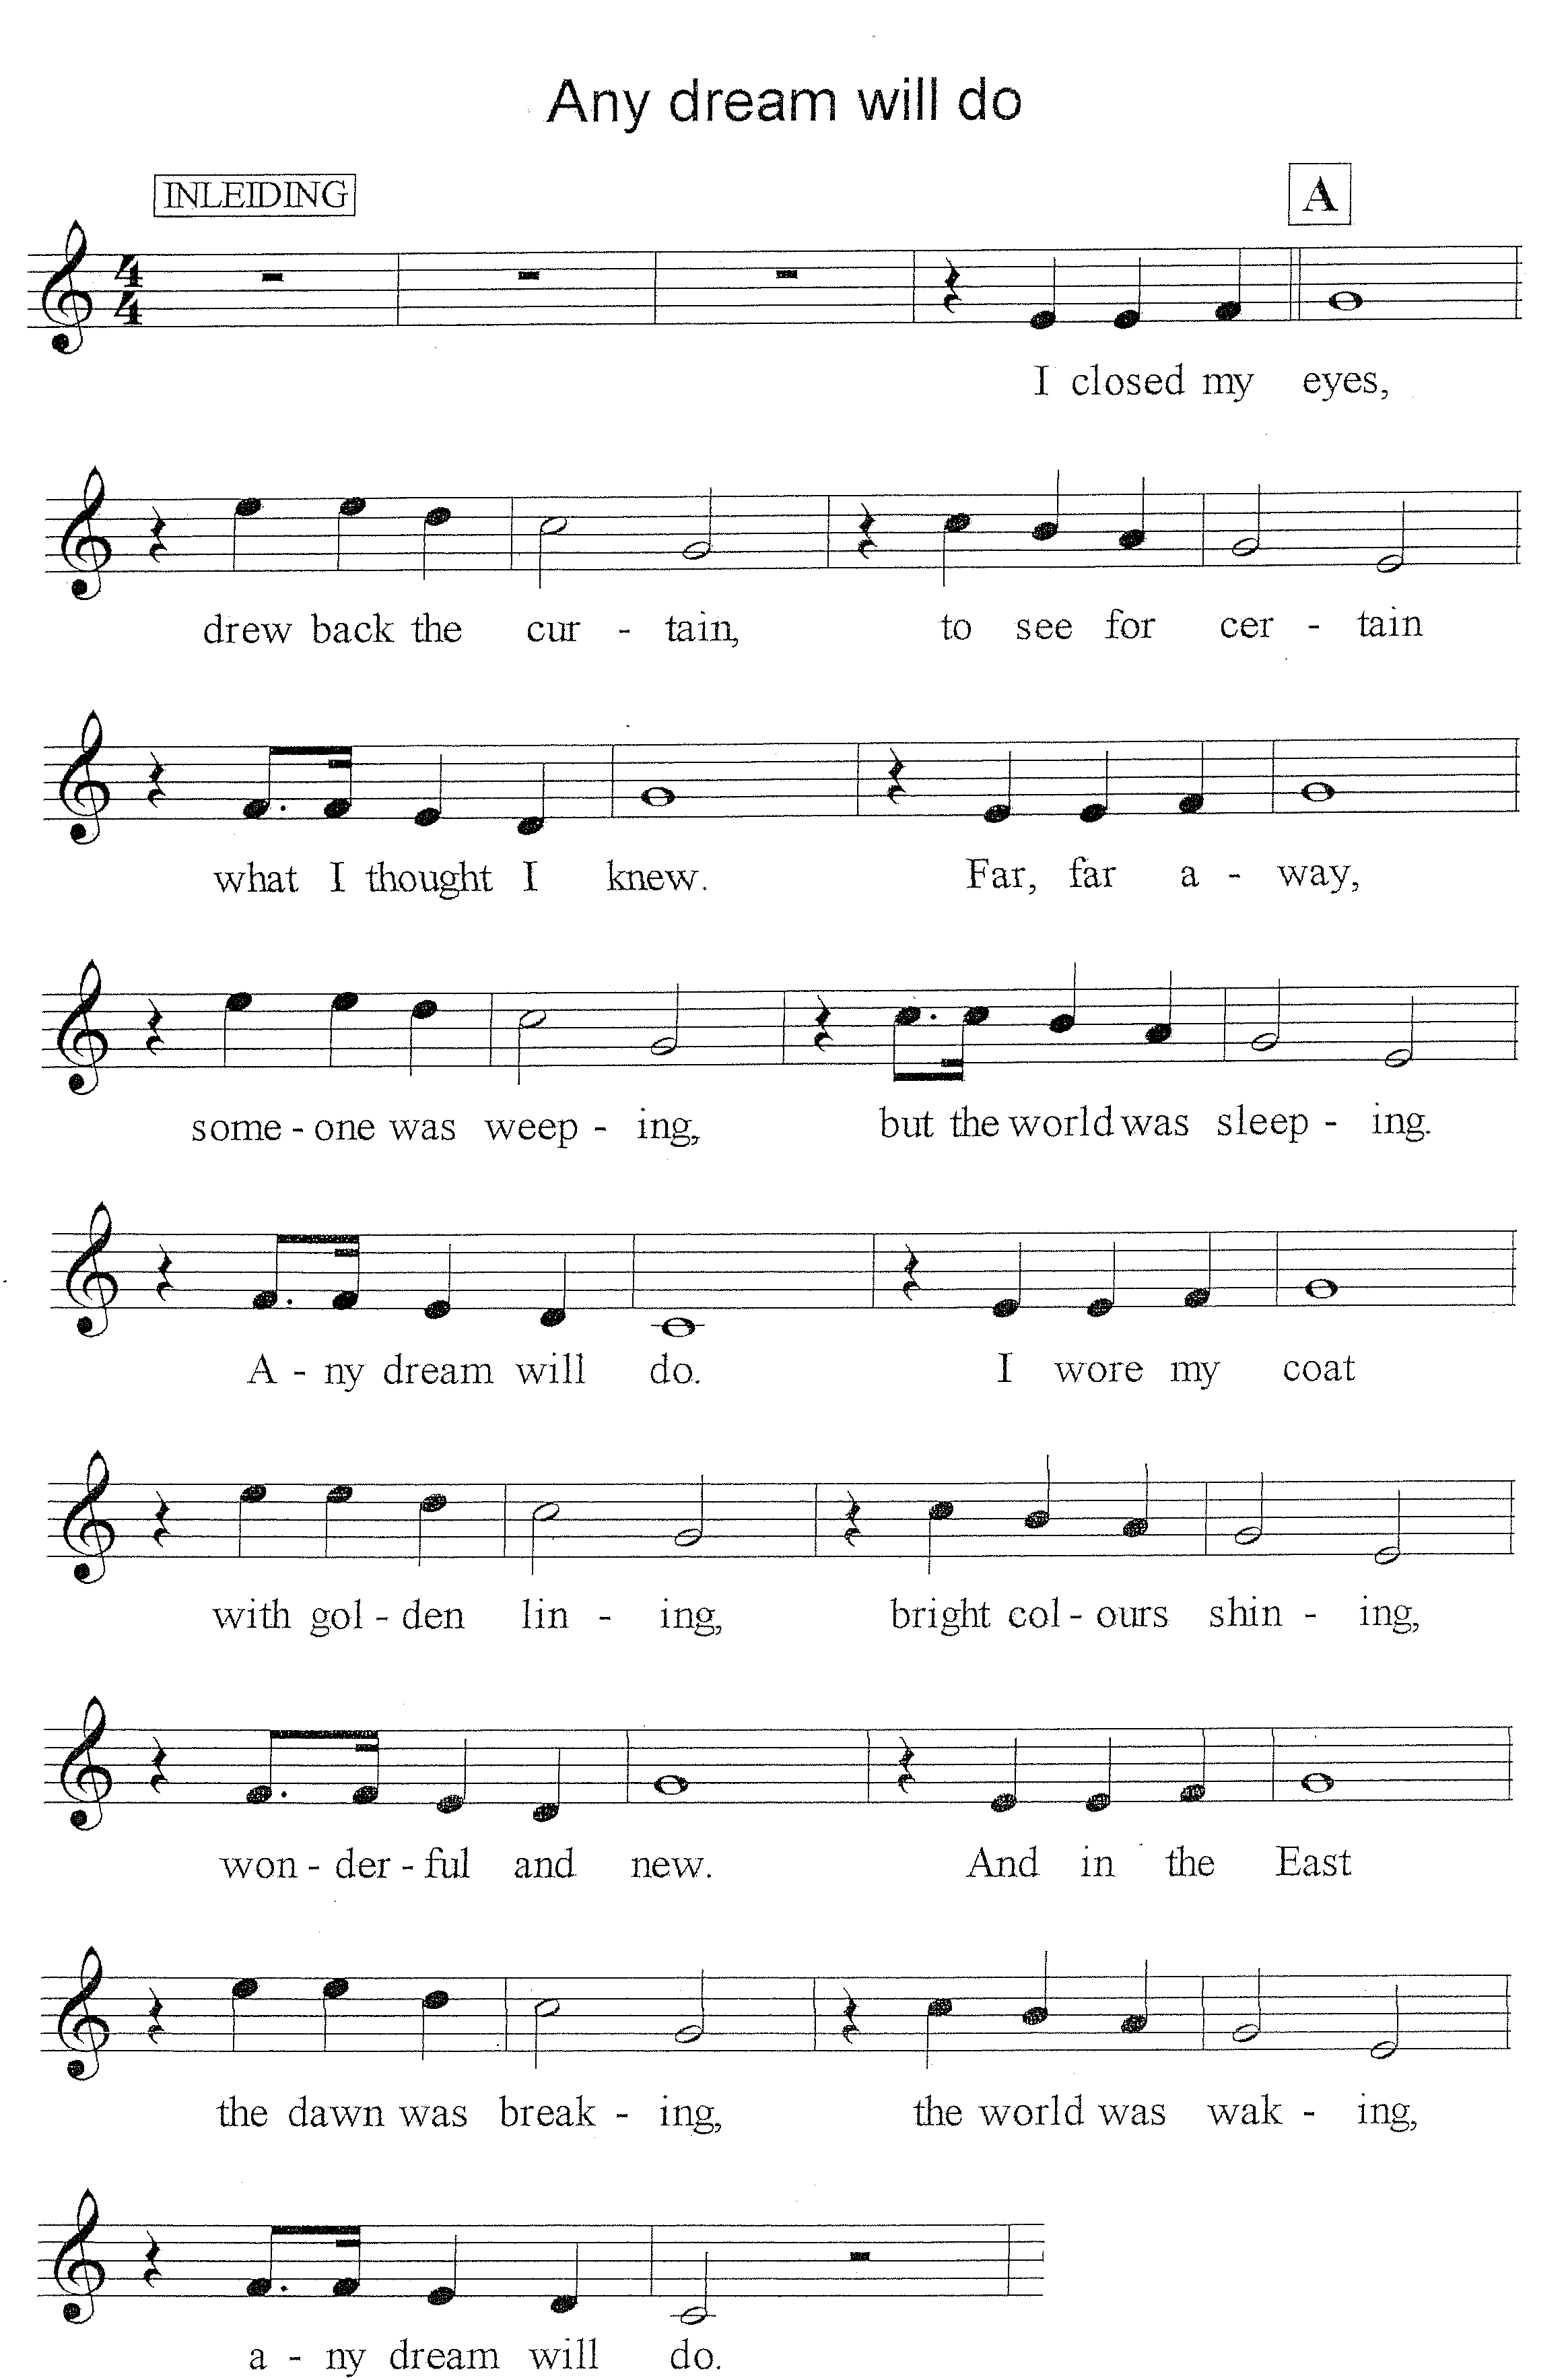 Any dream will do
INLEIDING
A
4
4
I closed my eyes,
drew back the cur - tain, to see for cer - tain
what I thought I knew. Far, far a - way,
some - one was weep - ing, but the world was sleep - ing.
A - ny dream will do. I wore my coat
with gol - den lin - ing, bright col - ours shin - ing,
won - der - ful and new. And in the East
the dawn was break - ing, the world was wak - ing,
a - ny dream will do.